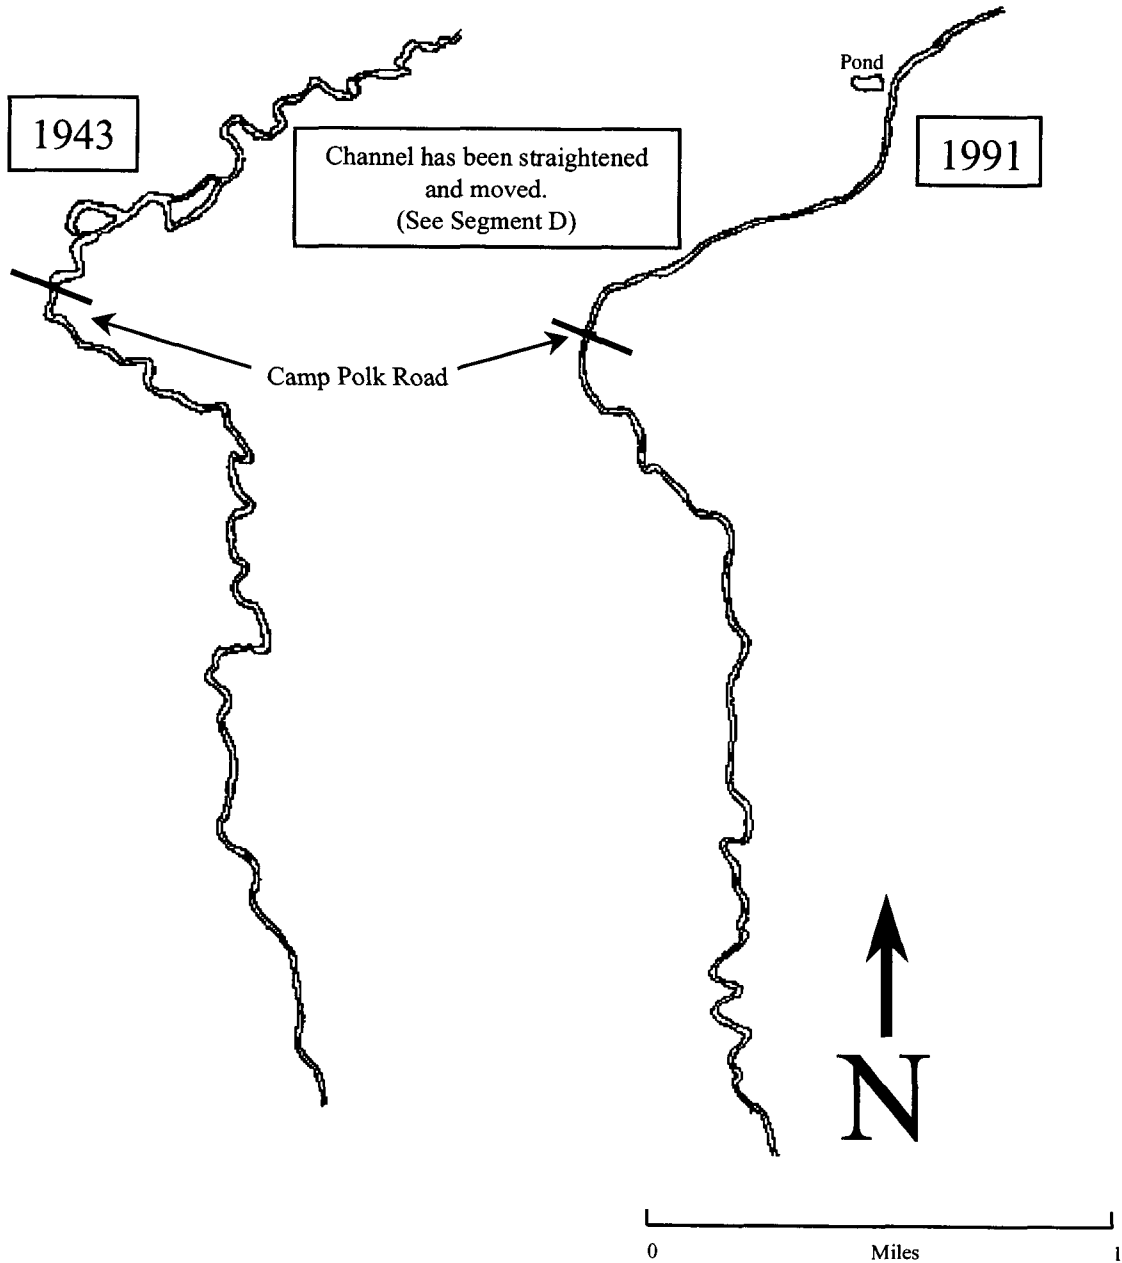 Pond
1943
1991
Channel has been straightened
and moved.
(See Segment D)
Camp Polk Road
N
0 Miles 1